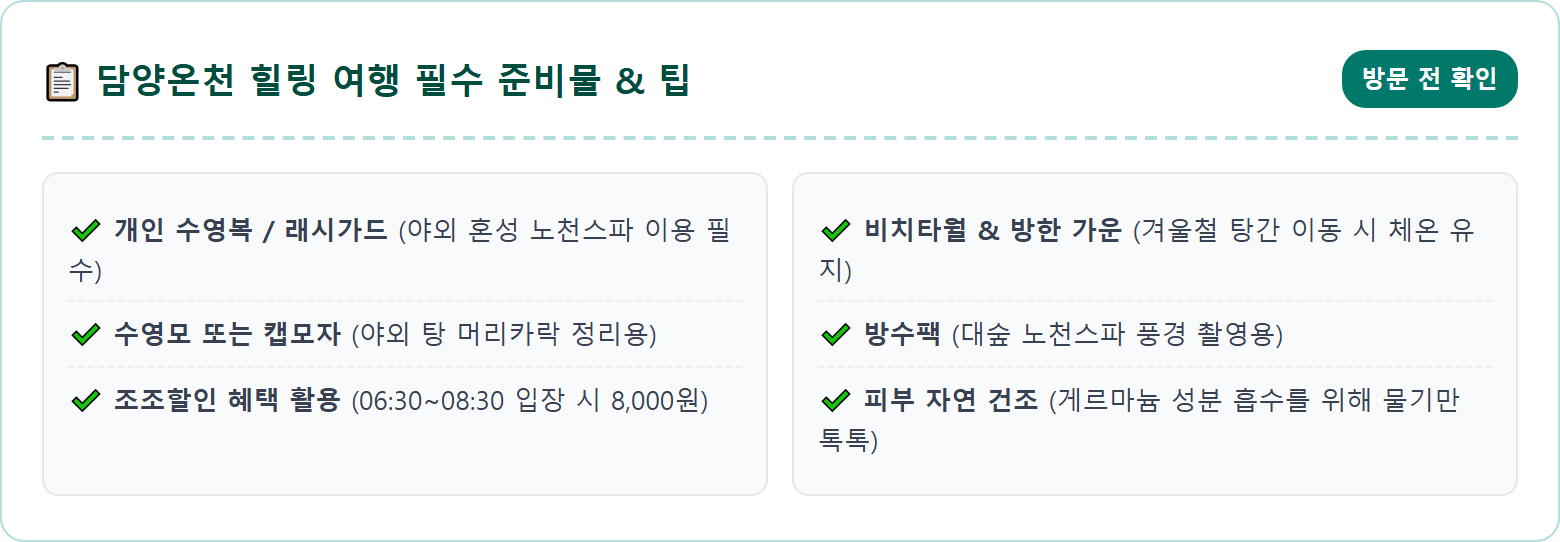 담양온천 힐링 여행 필수 준비물 & 팁
방문 전 확인
개인 수영복 / 래시가드 (야외 혼성 노천스파 이용 필
수)
수영모 또는 캡모자 (야외 탕 머리카락 정리용)
조조할인 혜택 활용 (06:30~08:30 입장 시 8,000원)
비치타월 & 방한 가운 (겨울철 탕간 이동 시 체온 유
지)
방수팩 (대숲 노천스파 풍경 촬영용)
피부 자연 건조 (게르마늄 성분 흡수를 위해 물기만
톡톡)